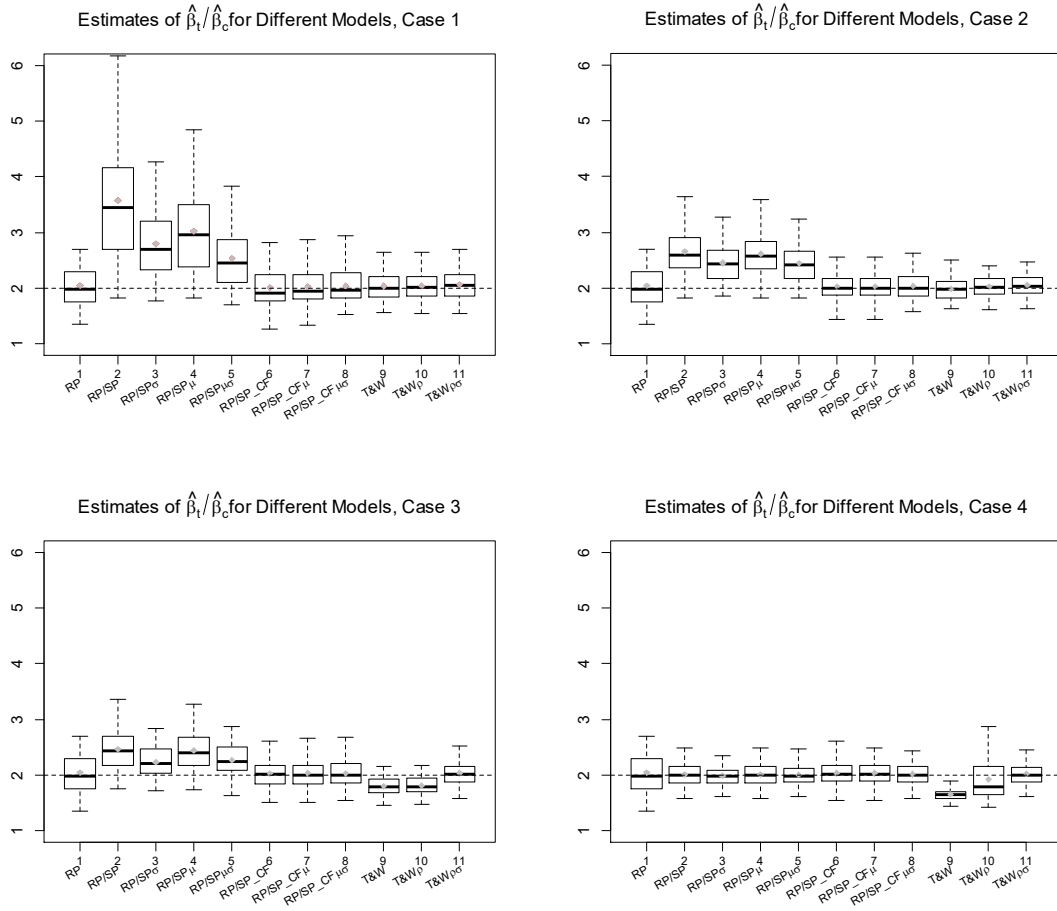 Estimates of β̂t/β̂c for Different Models, Case 1
6
5
4
3
2
1
1 2 3 4 5 6 7 8 9 10 11
RP RP/SP RP/SPσ RP/SPμ RP/SPμσ RP/SP_CF RP/SP_CFμ RP/SP_CFμσ T&W T&Wρ T&Wρσ
Estimates of β̂t/β̂c for Different Models, Case 2
6
5
4
3
2
1
1 2 3 4 5 6 7 8 9 10 11
RP RP/SP RP/SPσ RP/SPμ RP/SPμσ RP/SP_CF RP/SP_CFμ RP/SP_CFμσ T&W T&Wρ T&Wρσ
Estimates of β̂t/β̂c for Different Models, Case 3
6
5
4
3
2
1
1 2 3 4 5 6 7 8 9 10 11
RP RP/SP RP/SPσ RP/SPμ RP/SPμσ RP/SP_CF RP/SP_CFμ RP/SP_CFμσ T&W T&Wρ T&Wρσ
Estimates of β̂t/β̂c for Different Models, Case 4
6
5
4
3
2
1
1 2 3 4 5 6 7 8 9 10 11
RP RP/SP RP/SPσ RP/SPμ RP/SPμσ RP/SP_CF RP/SP_CFμ RP/SP_CFμσ T&W T&Wρ T&Wρσ